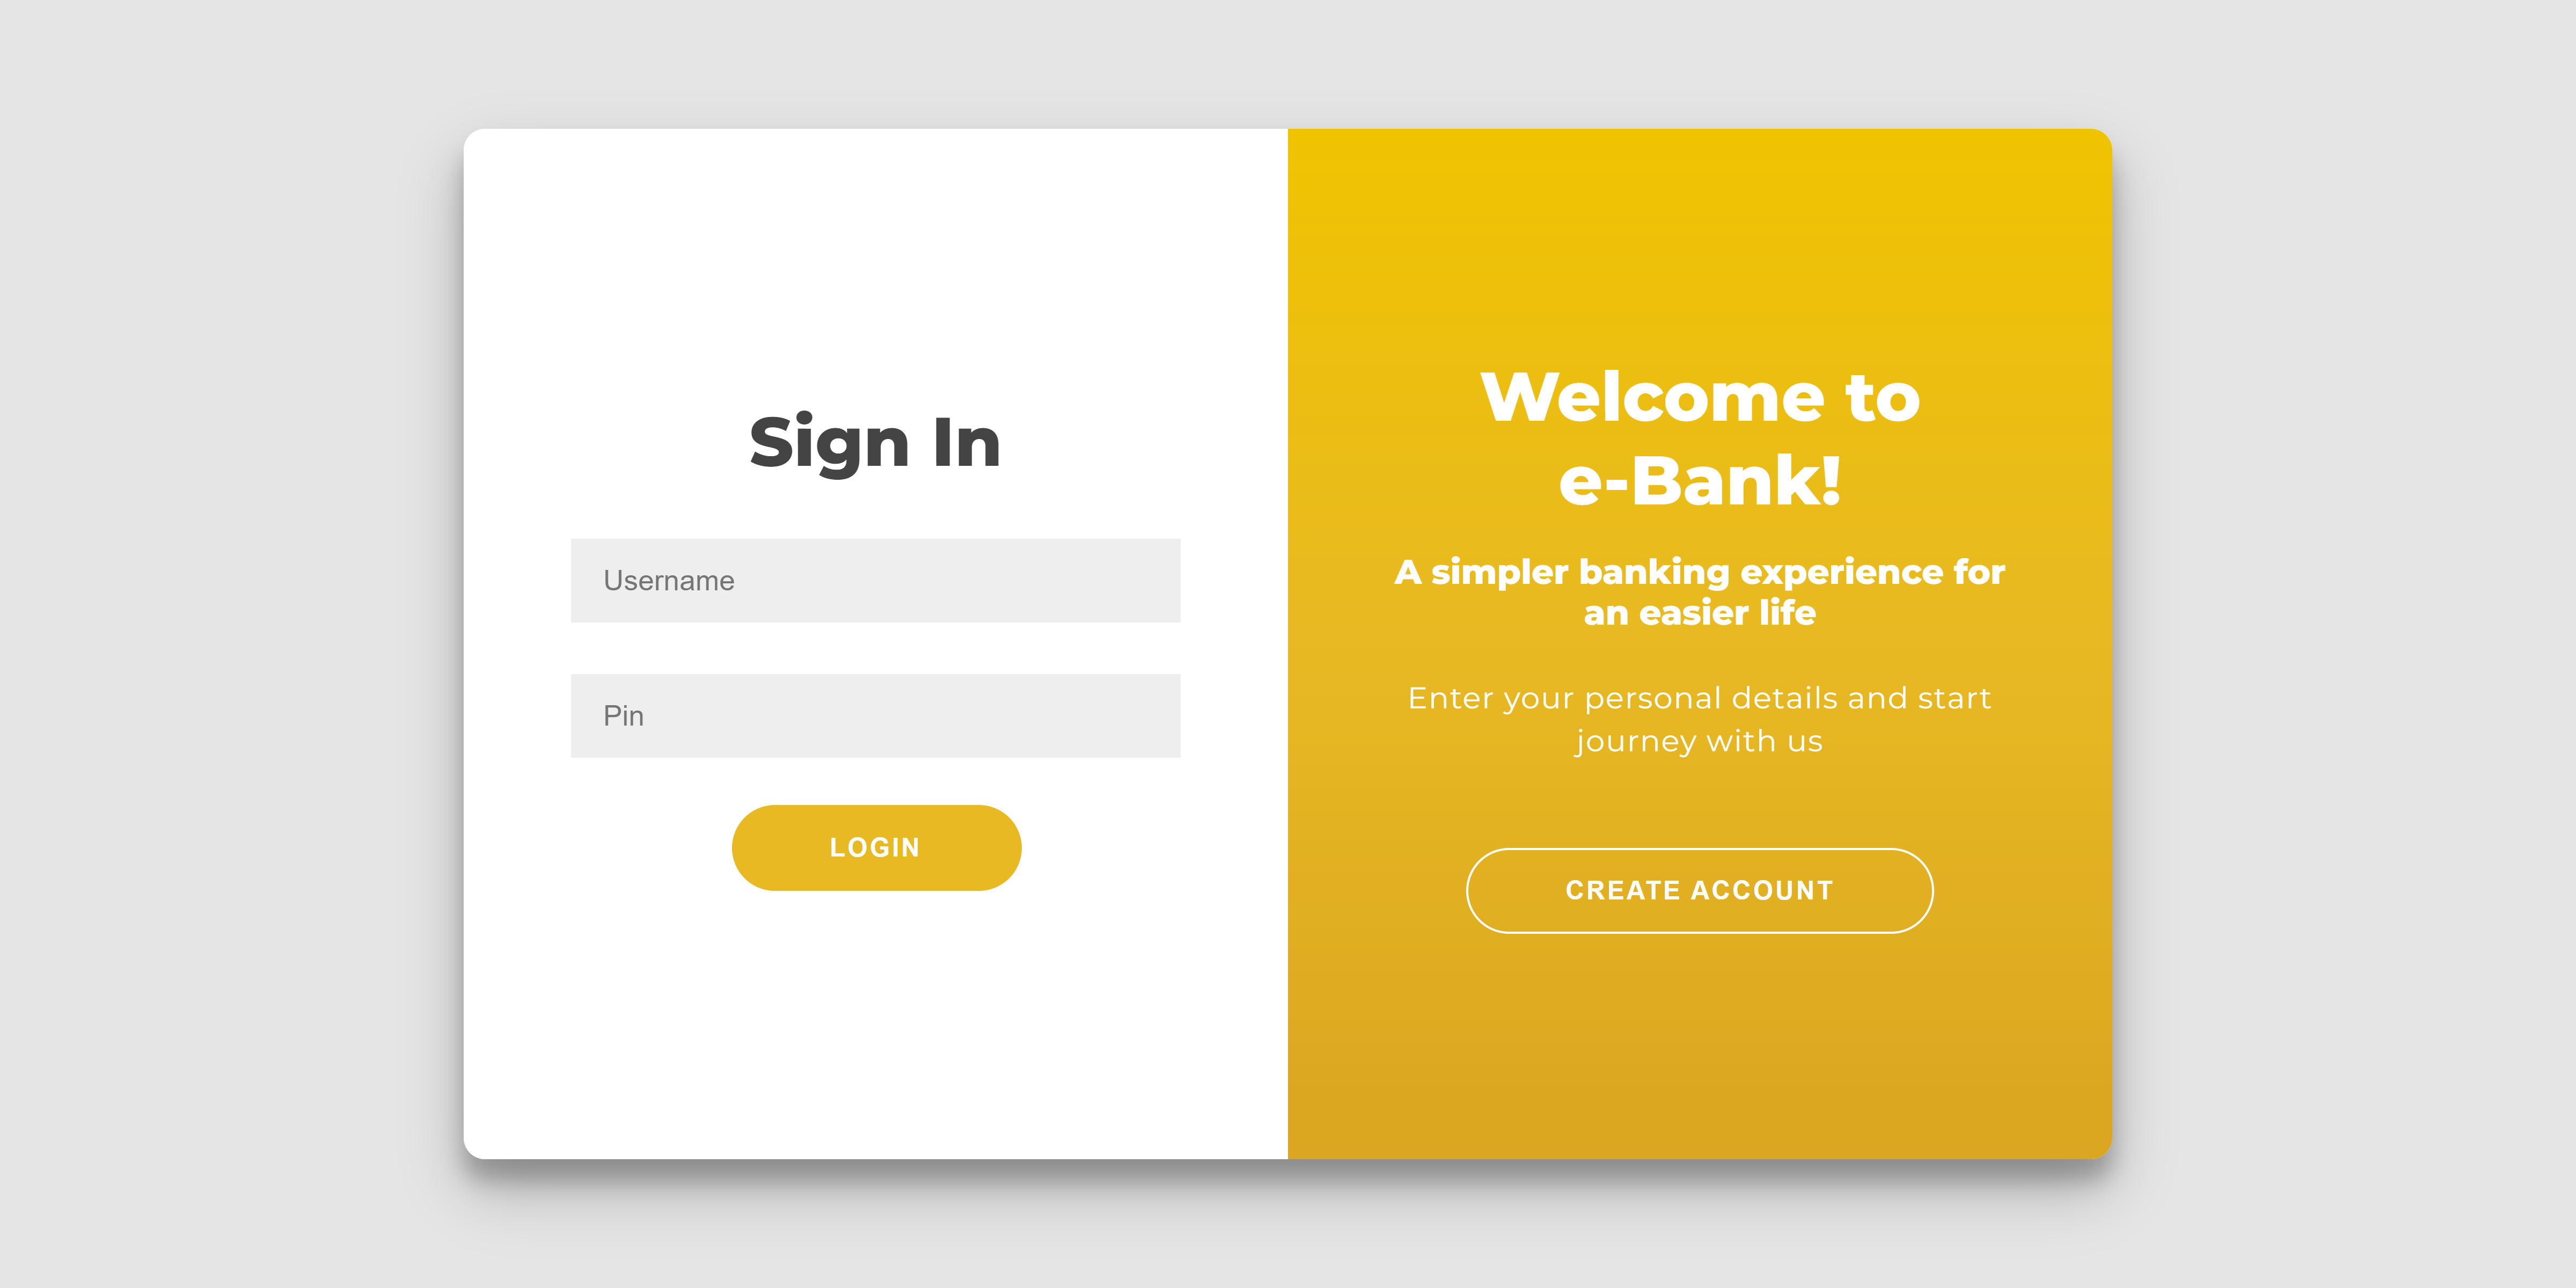 Sign In
Username
Pin
LOGIN
Welcome to
e-Bank!
A simpler banking experience for
an easier life
Enter your personal details and start
journey with us
CREATE ACCOUNT